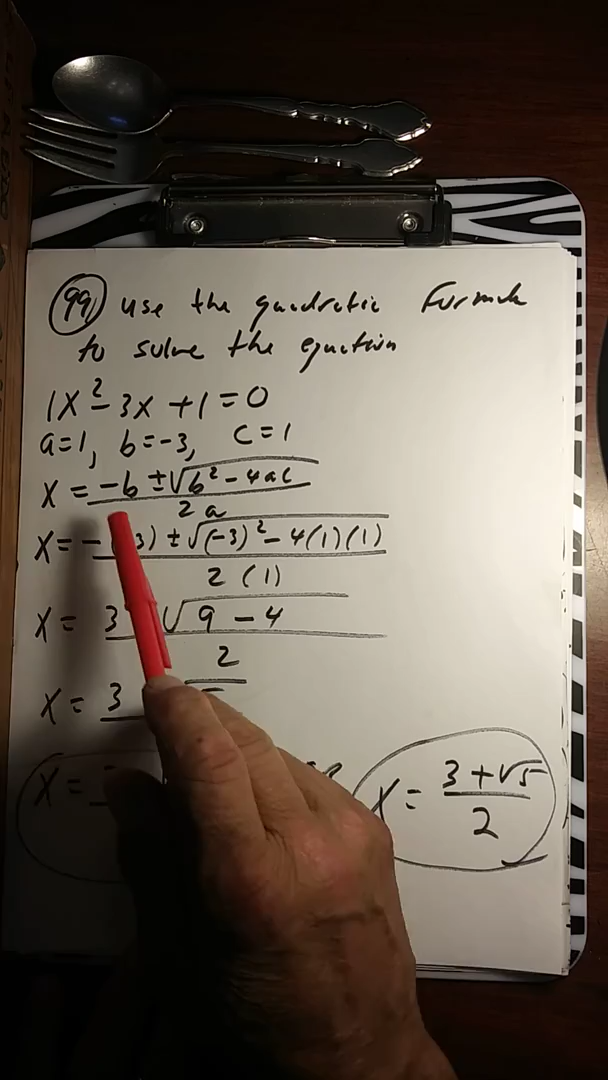 99 use the quadratic Formula
to solve the equation
1x² - 3x + 1 = 0
a=1, b=-3, c=1
x = -b ±√b² - 4ac
2a
x = - 3) ±√(-3)² - 4(1)(1)
2 (1)
x = 3 √9 - 4
2
x = 3
x = x = 3+√5
2